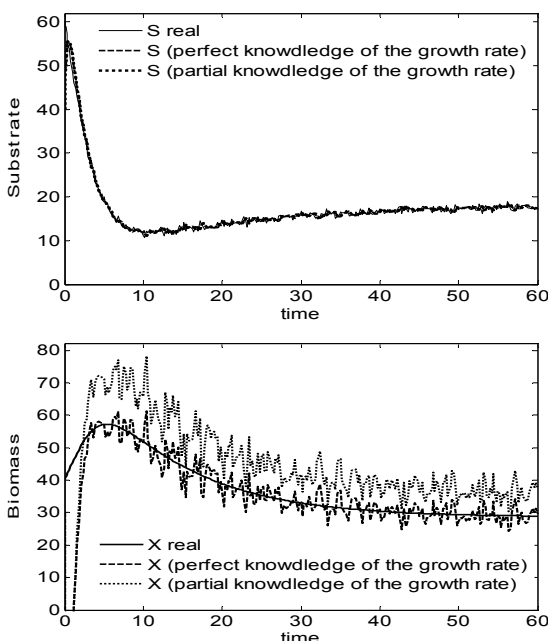 S real
S (perfect knowdledge of the growth rate)
S (partial knowdledge of the growth rate)
Substrate
60
50
40
30
20
10
0
0 10 20 30 40 50 60
time
Biomass
80
70
60
50
40
30
20
10
0
X real
X (perfect knowdledge of the growth rate)
X (partial knowdledge of the growth rate)
0 10 20 30 40 50 60
time